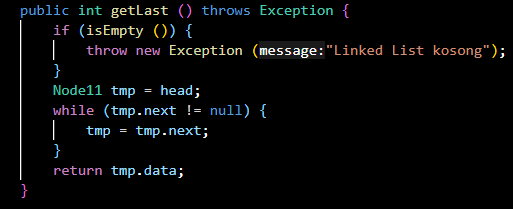 public int getLast () throws Exception {
if (isEmpty ()) {
throw new Exception (message:"Linked List kosong");
}
Node11 tmp = head;
while (tmp.next != null) {
tmp = tmp.next;
}
return tmp.data;
}